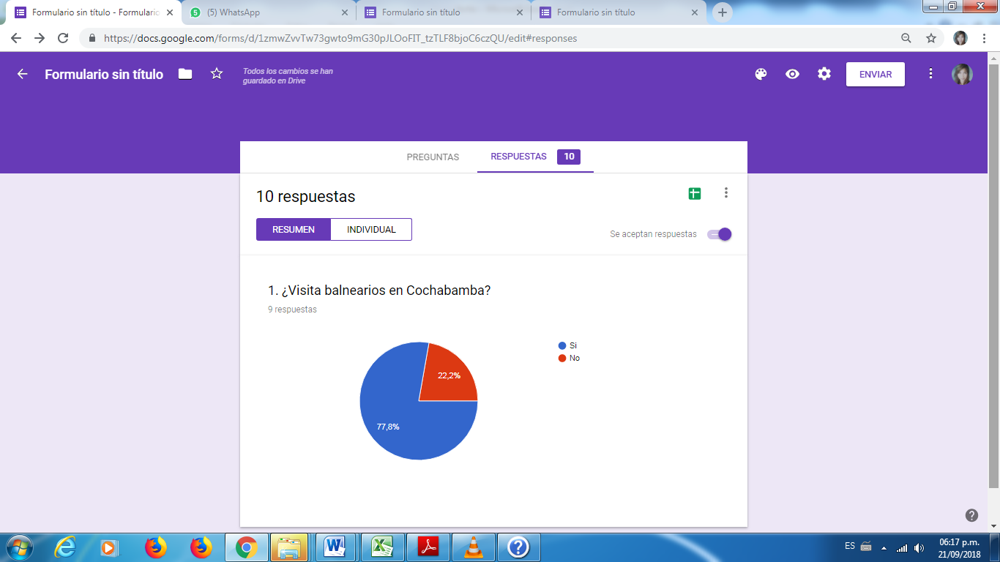 Formulario sin título - Formulario
(5) WhatsApp
Formulario sin título
Formulario sin título
https://docs.google.com/forms/d/1zmwZvvTw73gwto9mG30pJLOoFIT_tzTLF8bjoC6czQU/edit#responses
Formulario sin título
Todos los cambios se han
guardado en Drive
ENVIAR
PREGUNTAS
RESPUESTAS 10
10 respuestas
RESUMEN
INDIVIDUAL
Se aceptan respuestas
1. ¿Visita balnearios en Cochabamba?
9 respuestas
Si
No
22,2%
77,8%
ES
06:17 p.m.
21/09/2018